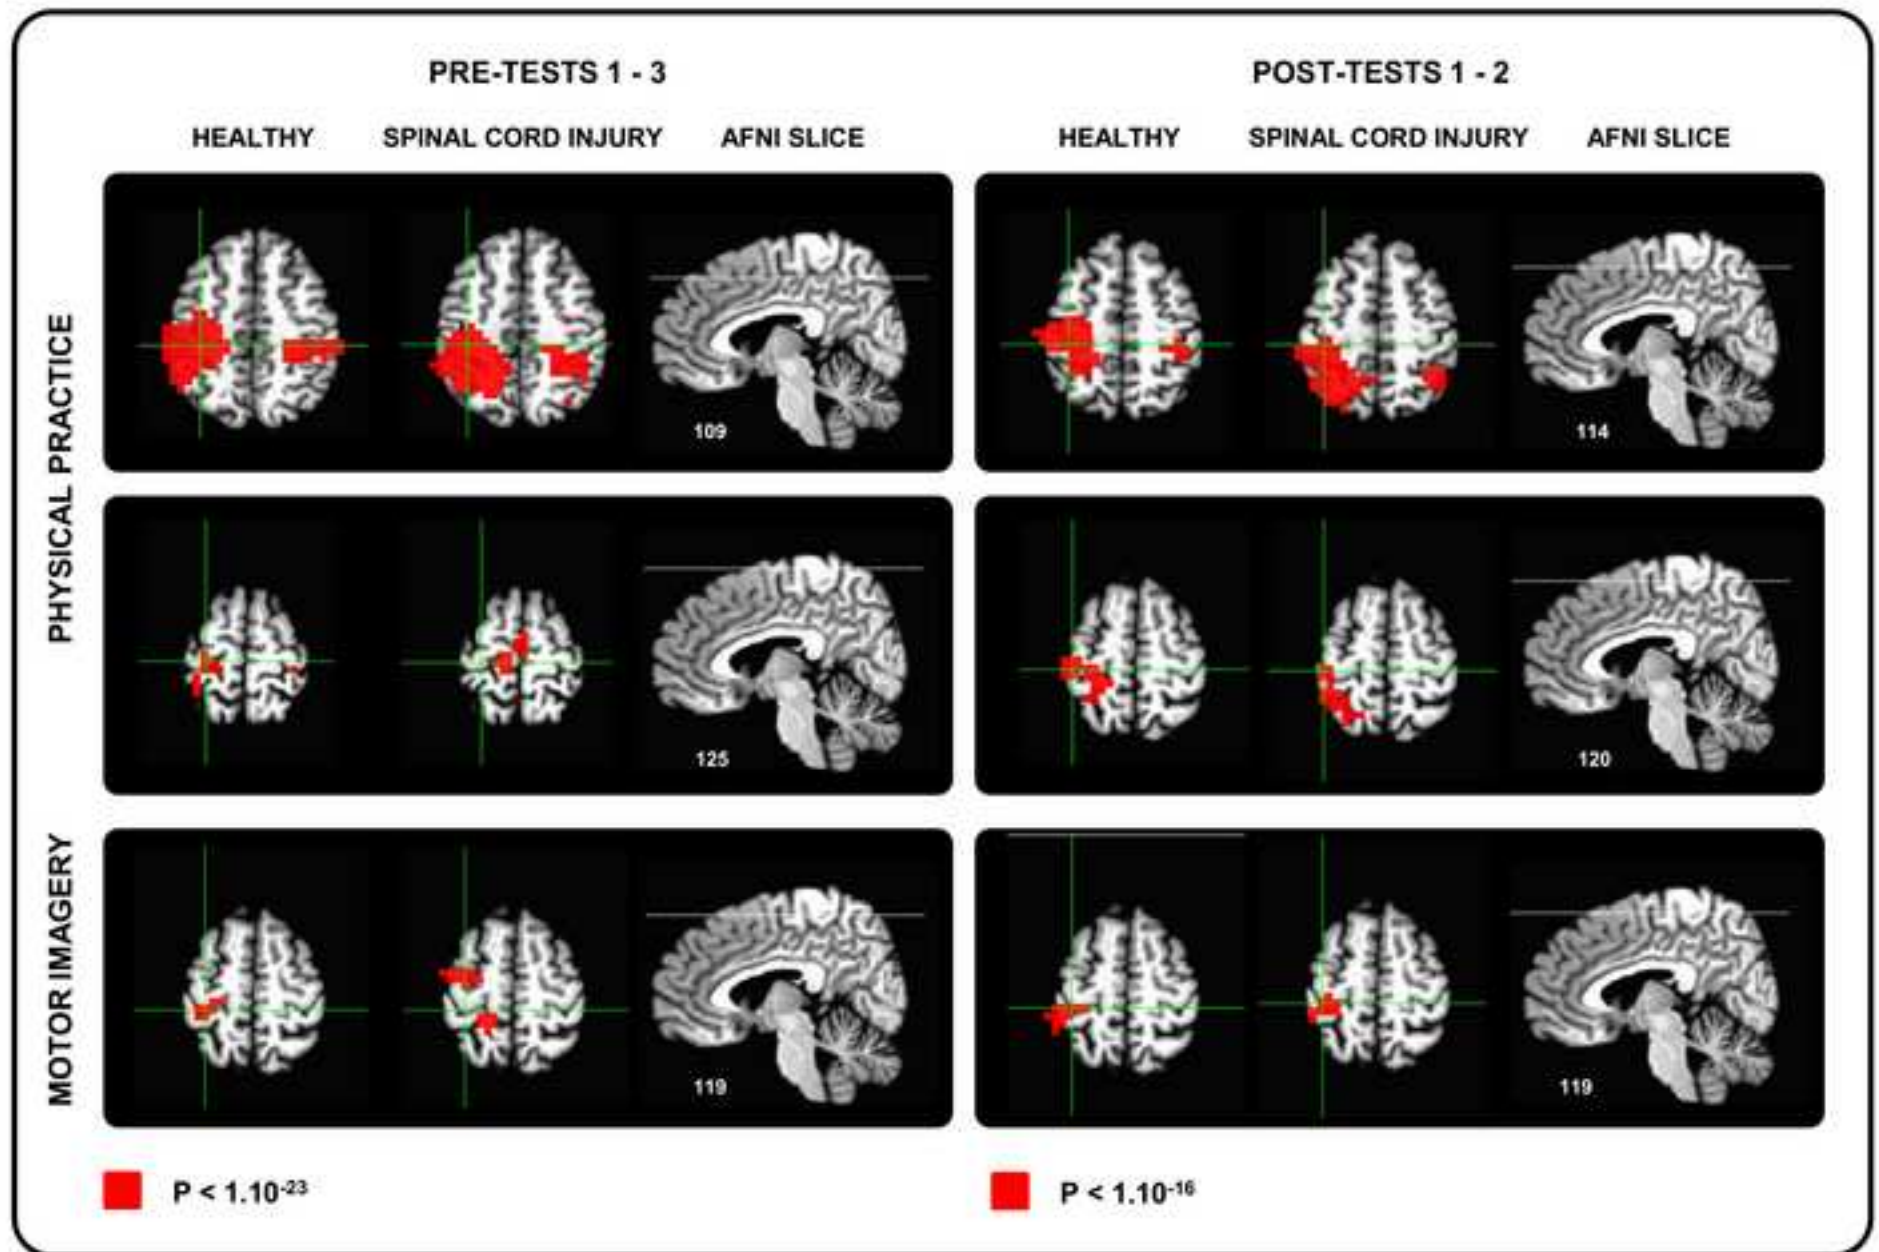 PRE-TESTS 1 - 3 POST-TESTS 1 - 2
HEALTHY SPINAL CORD INJURY AFNI SLICE HEALTHY SPINAL CORD INJURY AFNI SLICE
PHYSICAL PRACTICE
109 114
125 120
MOTOR IMAGERY
119 119
P < 1.10⁻²³ P < 1.10⁻¹⁶